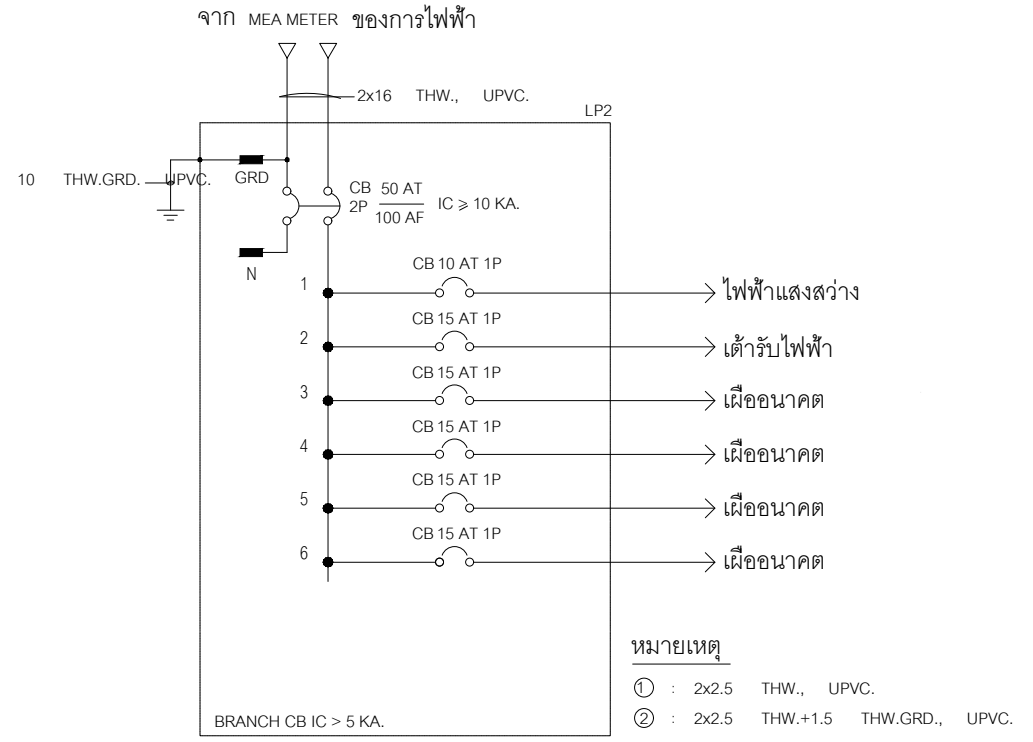 จาก MEA METER ของการไฟฟ้า
2x16 THW., UPVC.
LP2
10 THW.GRD. UPVC.
GRD
CB 2P 50 AT
100 AF
IC ⩾ 10 KA.
N
CB 10 AT 1P
1
ไฟฟ้าแสงสว่าง
CB 15 AT 1P
2
เต้ารับไฟฟ้า
CB 15 AT 1P
3
เผื่ออนาคต
CB 15 AT 1P
4
เผื่ออนาคต
CB 15 AT 1P
5
เผื่ออนาคต
CB 15 AT 1P
6
เผื่ออนาคต
หมายเหตุ
① : 2x2.5 THW., UPVC.
② : 2x2.5 THW.+1.5 THW.GRD., UPVC.
BRANCH CB IC > 5 KA.